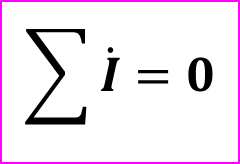 ∑ İ = 0